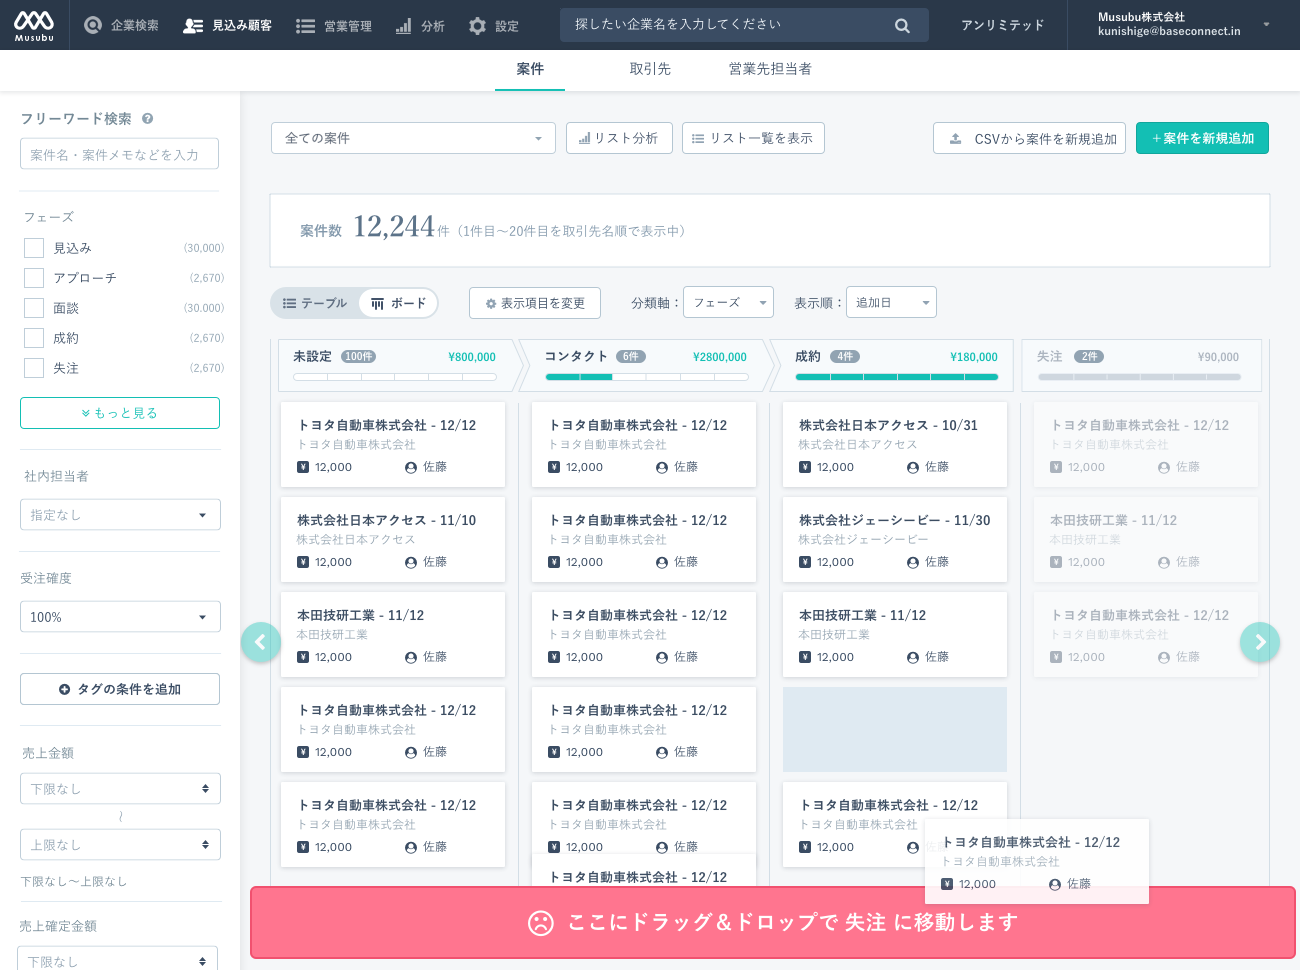 Musubu
企業検索
見込み顧客
営業管理
分析
設定
探したい企業名を入力してください
アンリミテッド
Musubu株式会社
kunishige@baseconnect.in
案件
取引先
営業先担当者
フリーワード検索
案件名・案件メモなどを入力
フェーズ
見込み (30,000)
アプローチ (2,670)
面談 (30.000)
成約 (2,670)
失注 (2,670)
もっと見る
社内担当者
指定なし
受注確度
100%
タグの条件を追加
売上金額
下限なし
〜
上限なし
下限なし〜上限なし
売上確定金額
下限なし
全ての案件
リスト分析
リスト一覧を表示
CSVから案件を新規追加
+案件を新規追加
案件数 12,244件（1件目〜20件目を取引先名順で表示中）
テーブル
ボード
表示項目を変更
分類軸：
フェーズ
表示順：
追加日
未設定 100件 ¥800,000
トヨタ自動車株式会社 - 12/12
トヨタ自動車株式会社
¥ 12,000 佐藤
株式会社日本アクセス - 11/10
株式会社日本アクセス
¥ 12,000 佐藤
本田技研工業 - 11/12
本田技研工業
¥ 12,000 佐藤
トヨタ自動車株式会社 - 12/12
トヨタ自動車株式会社
¥ 12,000 佐藤
トヨタ自動車株式会社 - 12/12
トヨタ自動車株式会社
¥ 12,000 佐藤
コンタクト 6件 ¥2800,000
トヨタ自動車株式会社 - 12/12
トヨタ自動車株式会社
¥ 12,000 佐藤
トヨタ自動車株式会社 - 12/12
トヨタ自動車株式会社
¥ 12,000 佐藤
トヨタ自動車株式会社 - 12/12
トヨタ自動車株式会社
¥ 12,000 佐藤
トヨタ自動車株式会社 - 12/12
トヨタ自動車株式会社
¥ 12,000 佐藤
トヨタ自動車株式会社 - 12/12
トヨタ自動車株式会社
¥ 12,000 佐藤
トヨタ自動車株式会社 - 12/12
成約 4件 ¥180,000
株式会社日本アクセス - 10/31
株式会社日本アクセス
¥ 12,000 佐藤
株式会社ジェーシービー - 11/30
株式会社ジェーシービー
¥ 12,000 佐藤
本田技研工業 - 11/12
本田技研工業
¥ 12,000 佐藤
トヨタ自動車株式会社 - 12/12
トヨタ自動車株式会社
¥ 12,000
失注 2件 ¥90,000
トヨタ自動車株式会社 - 12/12
トヨタ自動車株式会社
¥ 12,000 佐藤
本田技研工業 - 11/12
本田技研工業
¥ 12,000 佐藤
トヨタ自動車株式会社 - 12/12
トヨタ自動車株式会社
¥ 12,000 佐藤
トヨタ自動車株式会社 - 12/12
トヨタ自動車株式会社
¥ 12,000 佐藤
ここにドラッグ＆ドロップで 失注 に移動します